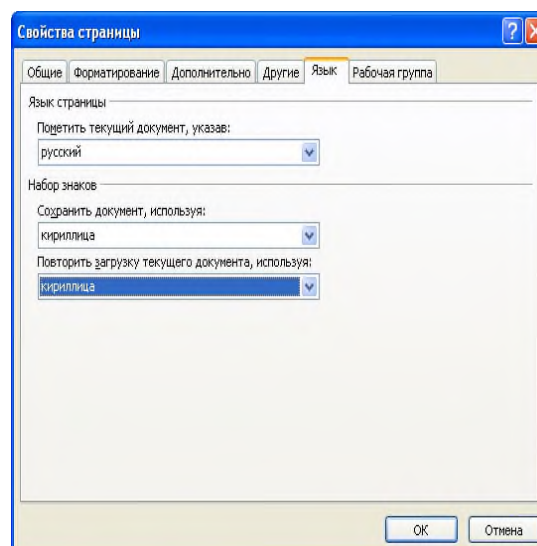 Свойства страницы
Общие Форматирование Дополнительно Другие Язык Рабочая группа
Язык страницы
Пометить текущий документ, указав:
русский
Набор знаков
Сохранить документ, используя:
кириллица
Повторить загрузку текущего документа, используя:
кириллица
ОК Отмена